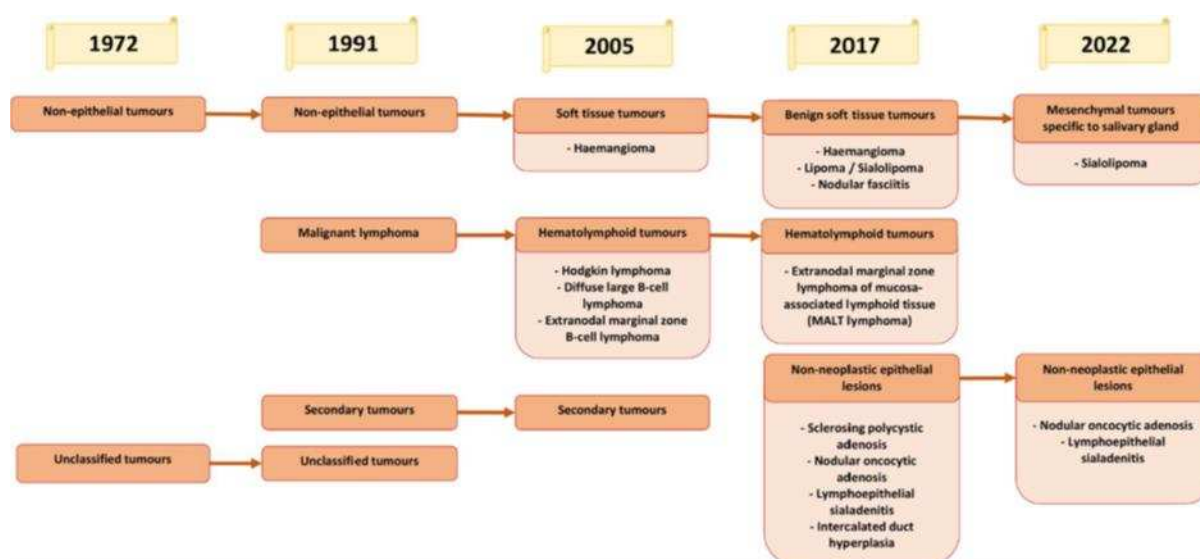 1972
1991
2005
2017
2022
Non-epithelial tumours
Non-epithelial tumours
Soft tissue tumours
- Haemangioma
Benign soft tissue tumours
- Haemangioma
- Lipoma / Sialolipoma
- Nodular fasciitis
Mesenchymal tumours
specific to salivary gland
- Sialolipoma
Malignant lymphoma
Hematolymphoid tumours
- Hodgkin lymphoma
- Diffuse large B-cell
lymphoma
- Extranodal marginal zone
B-cell lymphoma
Hematolymphoid tumours
- Extranodal marginal zone
lymphoma of mucosa-
associated lymphoid tissue
(MALT lymphoma)
Non-neoplastic epithelial
lesions
- Sclerosing polycystic
adenosis
- Nodular oncocytic
adenosis
- Lymphoepithelial
sialadenitis
- Intercalated duct
hyperplasia
Non-neoplastic epithelial
lesions
- Nodular oncocytic adenosis
- Lymphoepithelial
sialadenitis
Secondary tumours
Secondary tumours
Unclassified tumours
Unclassified tumours